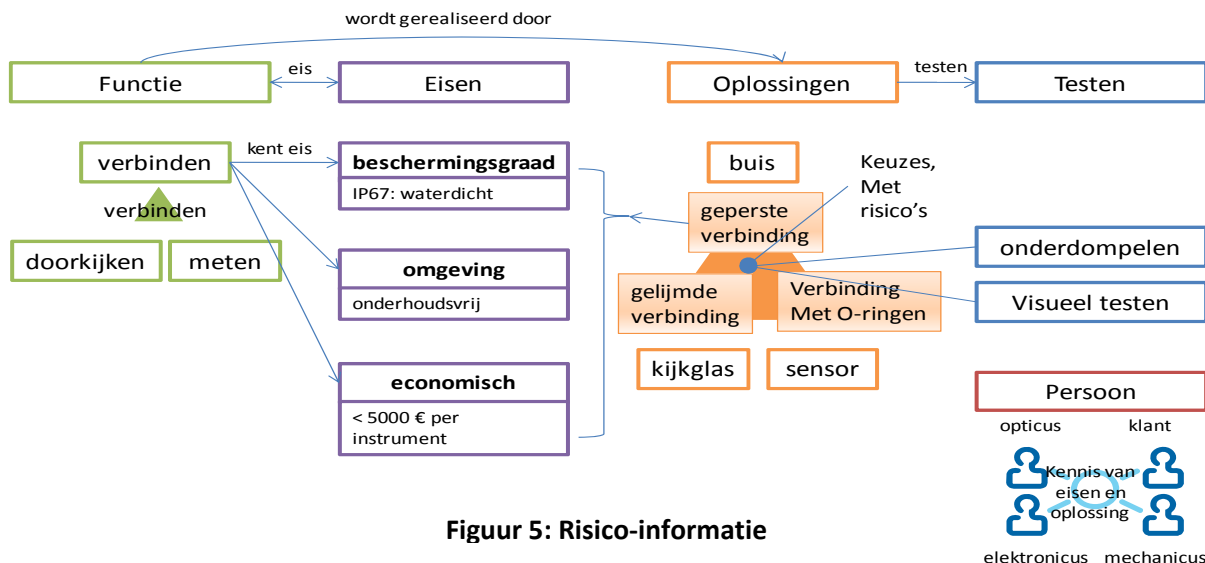 wordt gerealiseerd door
Functie
eis
Eisen
Oplossingen
testen
Testen
verbinden
kent eis
beschermingsgraad
IP67: waterdicht
buis
Keuzes,
Met
risico’s
verbinden
geperste
verbinding
doorkijken
meten
omgeving
onderhoudsvrij
gelijmde
verbinding
Verbinding
Met O-ringen
onderdompelen
Visueel testen
kijkglas
sensor
economisch
< 5000 € per
instrument
Persoon
opticus
klant
Kennis van
eisen en
oplossing
elektronicus
mechanicus
Figuur 5: Risico-informatie